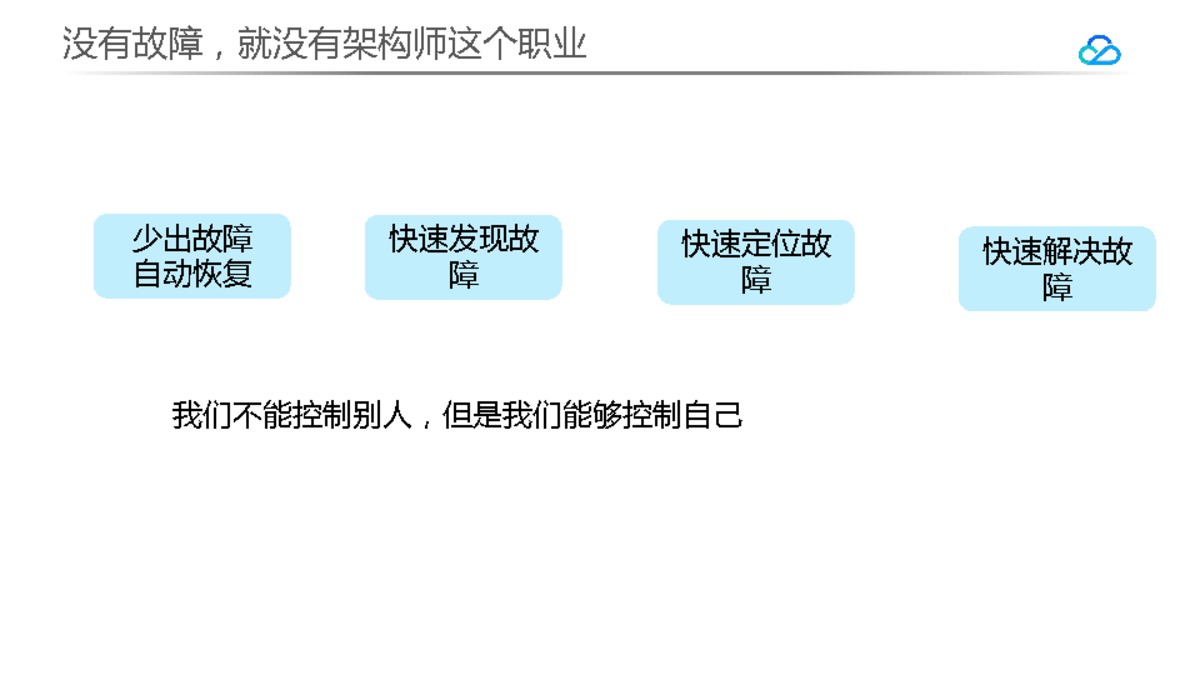 没有故障，就没有架构师这个职业
少出故障
自动恢复
快速发现故
障
快速定位故
障
快速解决故
障
我们不能控制别人，但是我们能够控制自己